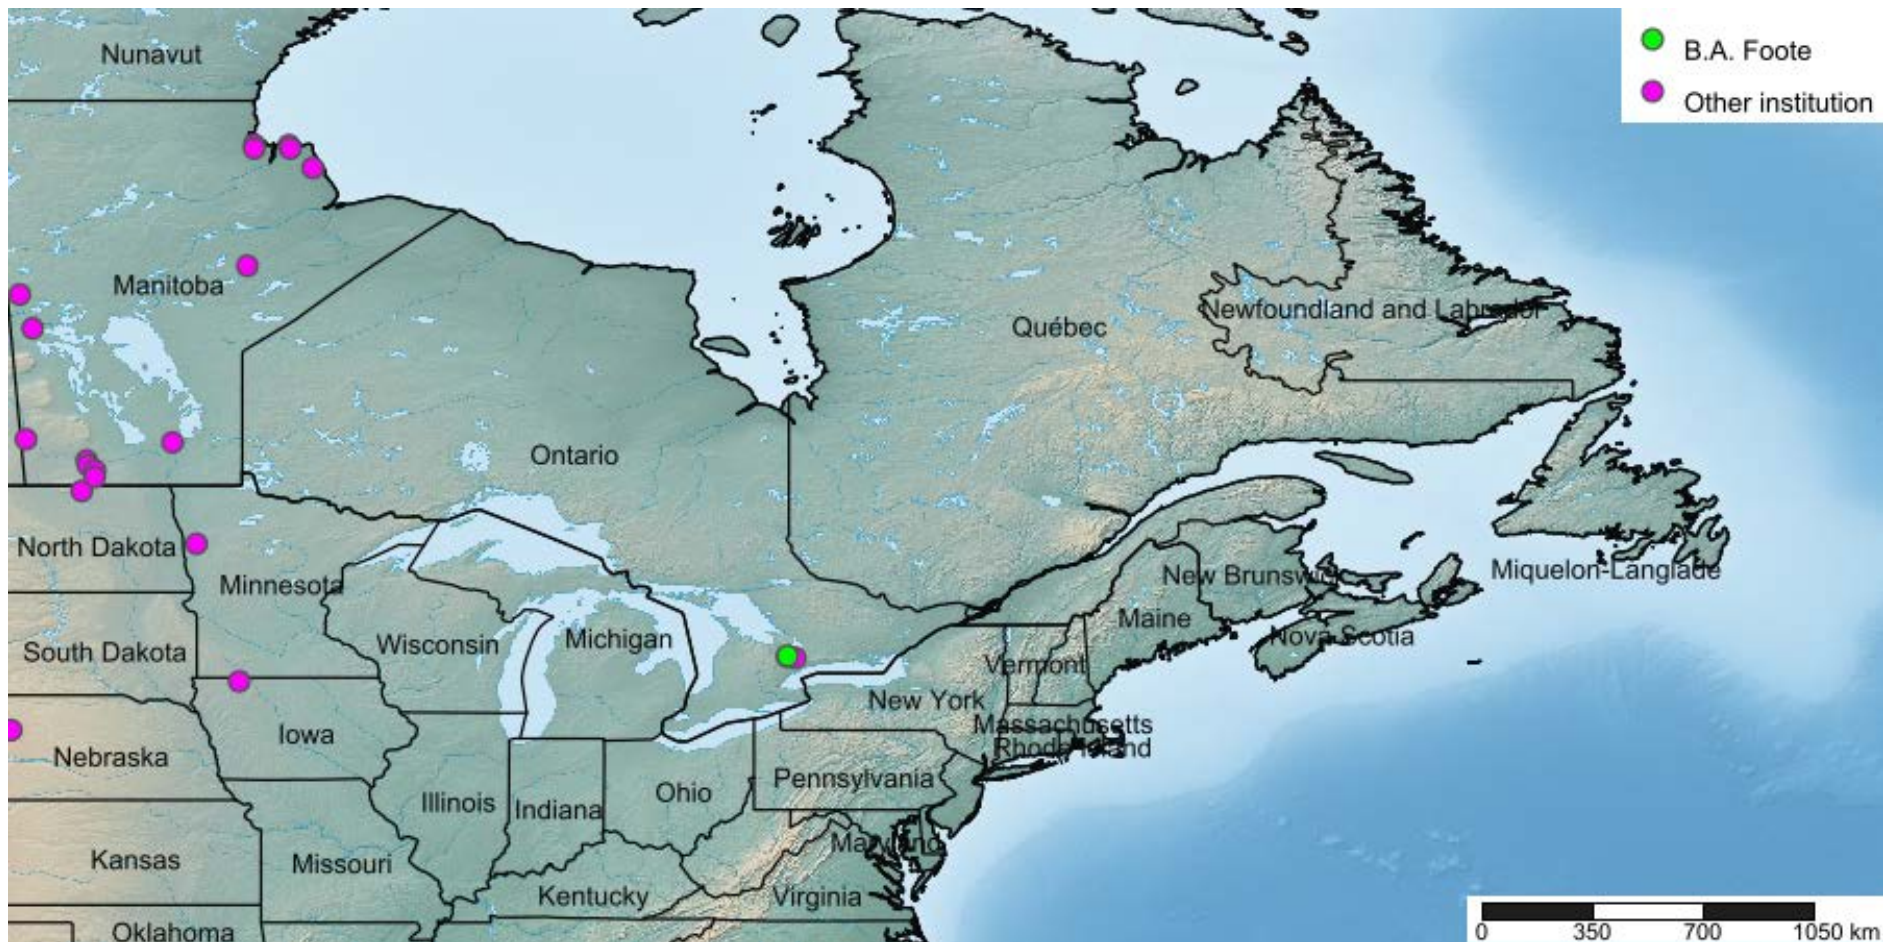 Nunavut
B.A. Foote
Other institution
Manitoba
Newfoundland and Labrador
Québec
Ontario
North Dakota
Minnesota
New Brunswick
Miquelon-Langlade
Maine
South Dakota
Wisconsin
Michigan
Nova Scotia
Vermont
New York
Massachusetts
Iowa
Rhode Island
Nebraska
Pennsylvania
Illinois
Indiana
Ohio
Maryland
Kansas
Missouri
Kentucky
Virginia
Oklahoma
0 350 700 1050 km